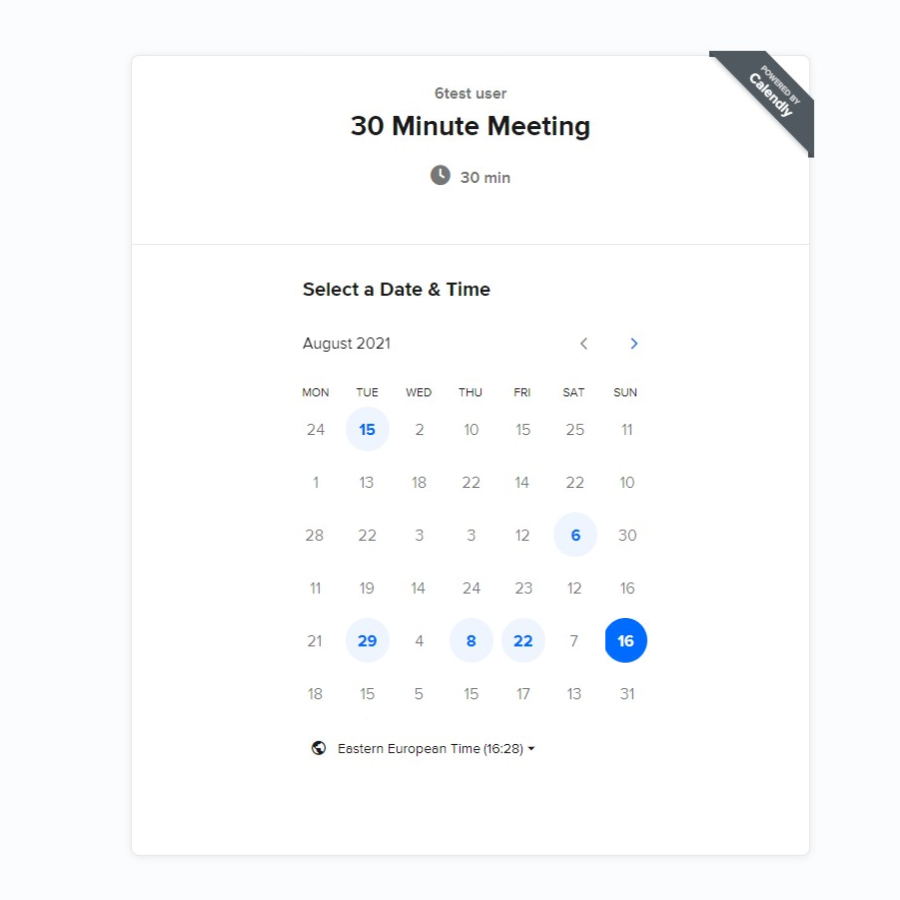 POWERED BY
Calendly
6test user
30 Minute Meeting
30 min
Select a Date & Time
August 2021
MON TUE WED THU FRI SAT SUN
24 15 2 10 15 25 11
1 13 18 22 14 22 10
28 22 3 3 12 6 30
11 19 14 24 23 12 16
21 29 4 8 22 7 16
18 15 5 15 17 13 31
Eastern European Time (16:28)